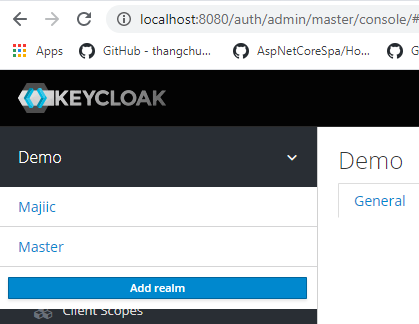 localhost:8080/auth/admin/master/console/#
GitHub - thangchu...
AspNetCoreSpa/Ho...
KEYCLOAK
Demo
Demo
General
Majiic
Master
Add realm
Client Scopes